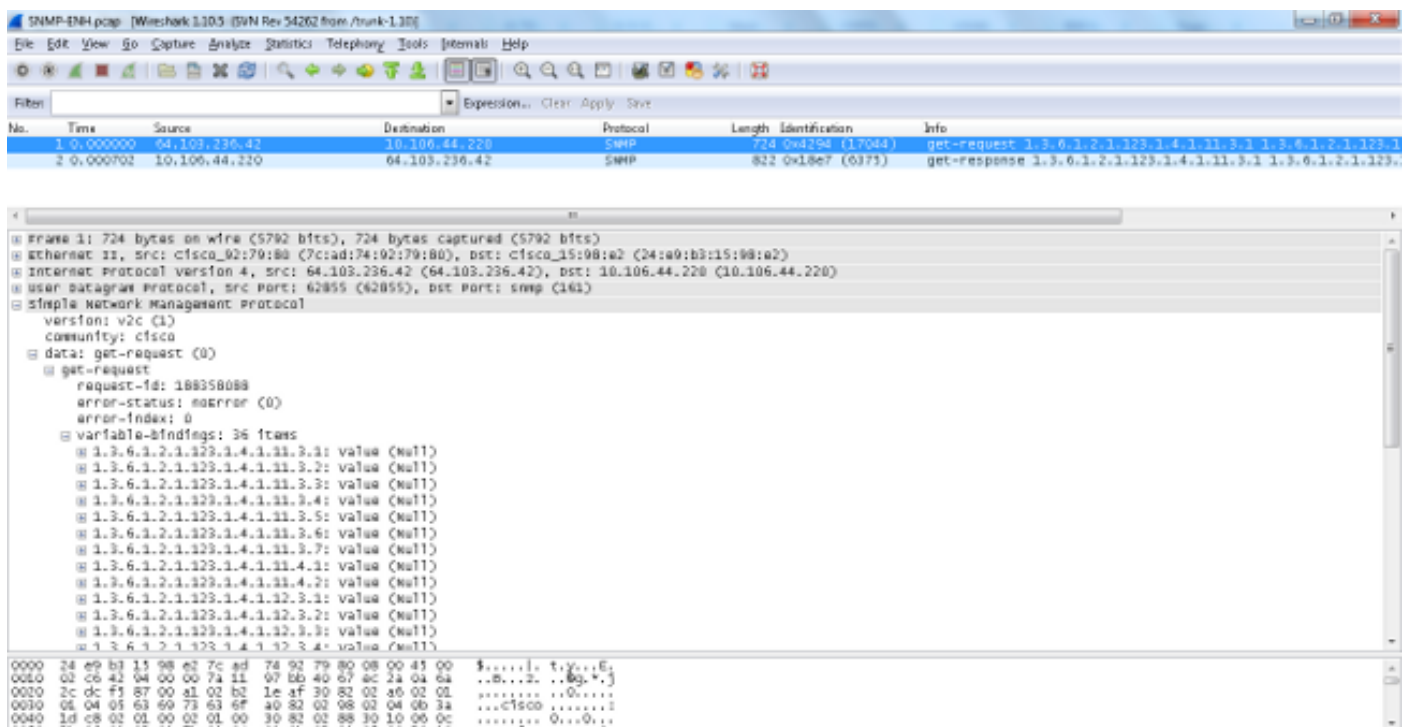 SNMP-ENH.pcap [Wireshark 1.10.5 (SVN Rev 54262 from /trunk-1.10)]
File Edit View Go Capture Analyze Statistics Telephony Tools Internals Help
Filter: Expression... Clear Apply Save
No. Time Source Destination Protocol Length Identification Info
1 0.000000 64.103.236.42 10.106.44.220 SNMP 724 0x4294 (17044) get-request 1.3.6.1.2.1.123.1.4.1.11.3.1 1.3.6.1.2.1.123.1
2 0.000702 10.106.44.220 64.103.236.42 SNMP 822 0x18e7 (6375) get-response 1.3.6.1.2.1.123.1.4.1.11.3.1 1.3.6.1.2.1.123.
Frame 1: 724 bytes on wire (5792 bits), 724 bytes captured (5792 bits)
Ethernet II, Src: Cisco_92:79:80 (7c:ad:74:92:79:80), Dst: Cisco_15:98:e2 (24:e9:b3:15:98:e2)
Internet Protocol Version 4, Src: 64.103.236.42 (64.103.236.42), Dst: 10.106.44.220 (10.106.44.220)
User Datagram Protocol, Src Port: 62855 (62855), Dst Port: snmp (161)
Simple Network Management Protocol
version: v2c (1)
community: cisco
data: get-request (0)
get-request
request-id: 188358088
error-status: noError (0)
error-index: 0
variable-bindings: 36 items
1.3.6.1.2.1.123.1.4.1.11.3.1: Value (Null)
1.3.6.1.2.1.123.1.4.1.11.3.2: Value (Null)
1.3.6.1.2.1.123.1.4.1.11.3.3: Value (Null)
1.3.6.1.2.1.123.1.4.1.11.3.4: Value (Null)
1.3.6.1.2.1.123.1.4.1.11.3.5: Value (Null)
1.3.6.1.2.1.123.1.4.1.11.3.6: Value (Null)
1.3.6.1.2.1.123.1.4.1.11.3.7: Value (Null)
1.3.6.1.2.1.123.1.4.1.11.4.1: Value (Null)
1.3.6.1.2.1.123.1.4.1.11.4.2: Value (Null)
1.3.6.1.2.1.123.1.4.1.12.3.1: Value (Null)
1.3.6.1.2.1.123.1.4.1.12.3.2: Value (Null)
1.3.6.1.2.1.123.1.4.1.12.3.3: Value (Null)
1.3.6.1.2.1.123.1.4.1.12.3.4: Value (Null)
0000 24 e9 b3 15 98 e2 7c ad 74 92 79 80 08 00 45 00 $.....|. t.y...E.
0010 02 c6 42 94 00 00 7a 11 97 bb 40 67 ec 2a 0a 6a ..B...z. ..@g.*.j
0020 2c dc f5 87 00 a1 02 b2 1e af 30 82 02 a6 02 01 ,....... ..0.....
0030 01 04 05 63 69 73 63 6f a0 82 02 98 02 04 0b 3a ...cisco .......:
0040 1d c8 02 01 00 02 01 00 30 82 02 88 30 10 06 0c ........ 0...0...